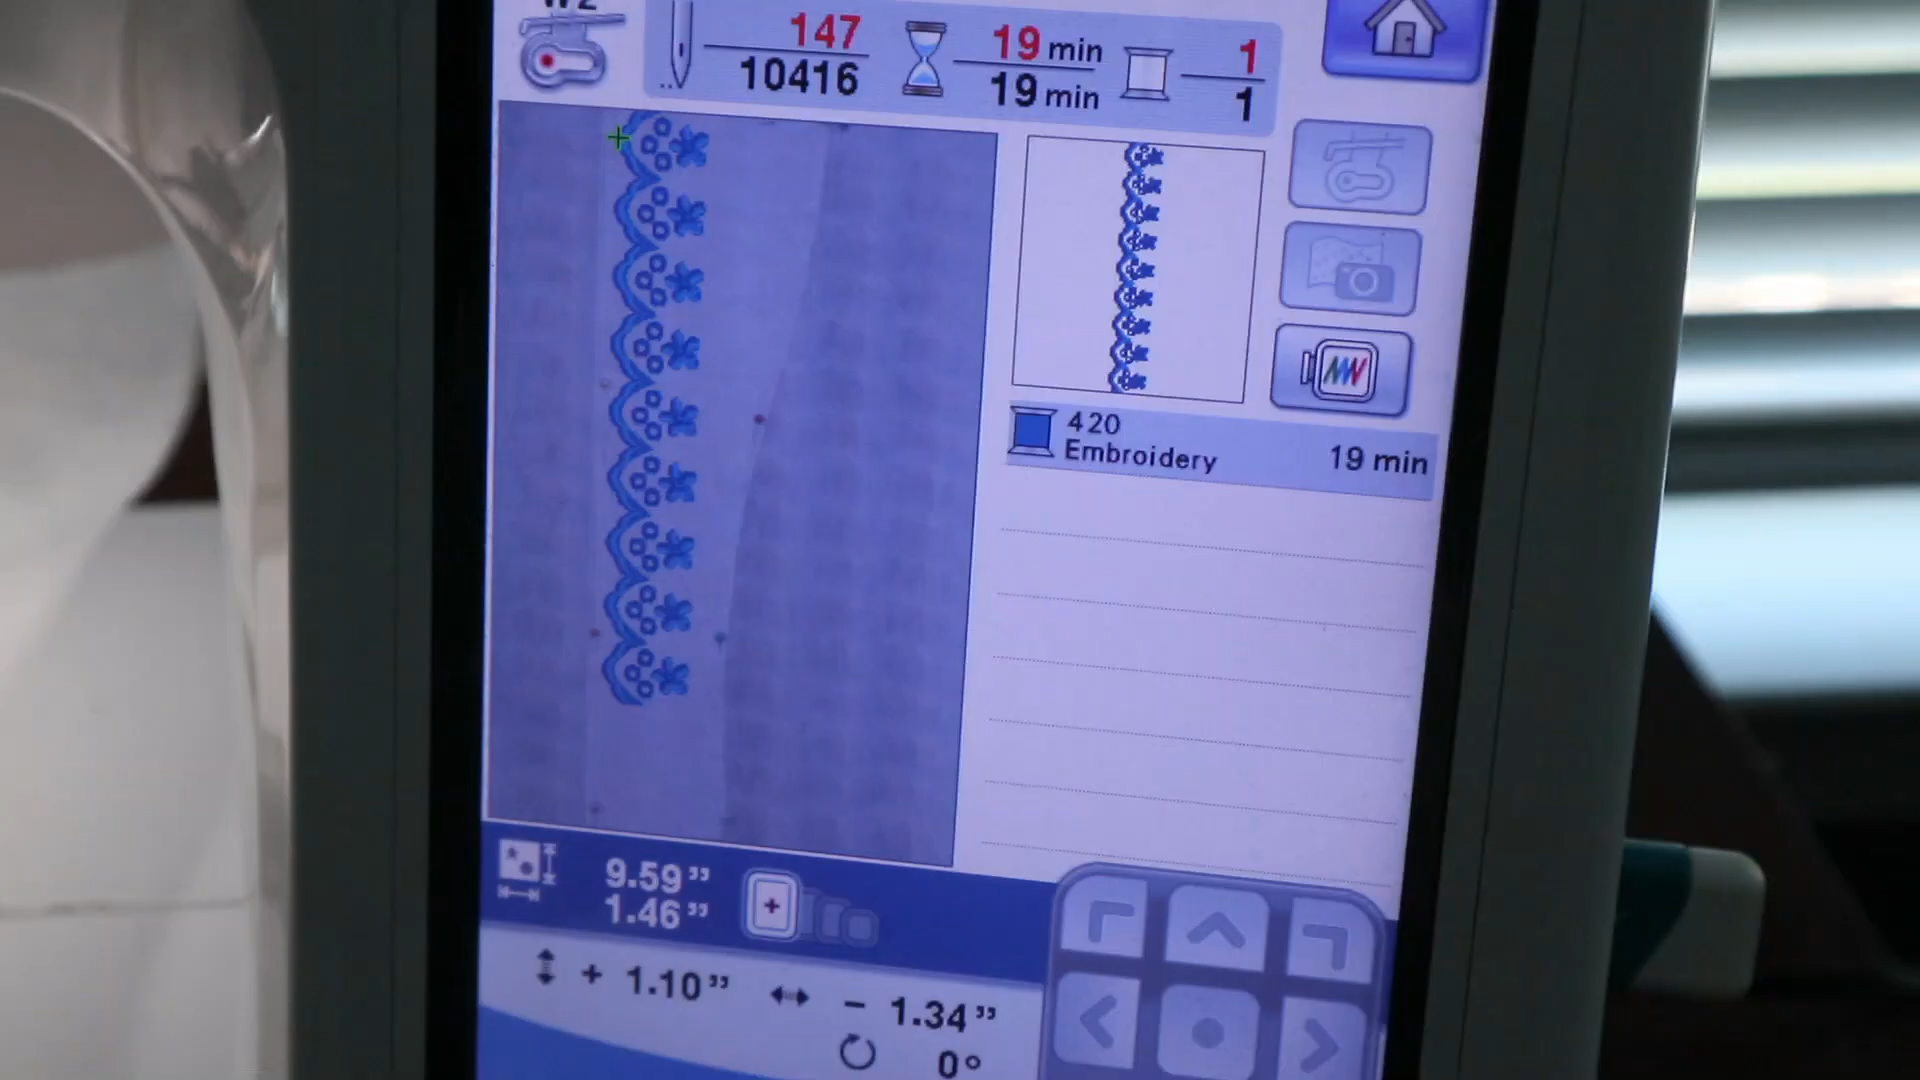 147
10416
19 min
19 min
1
1
420
Embroidery
19 min
9.59"
1.46"
+ 1.10"
- 1.34"
0°